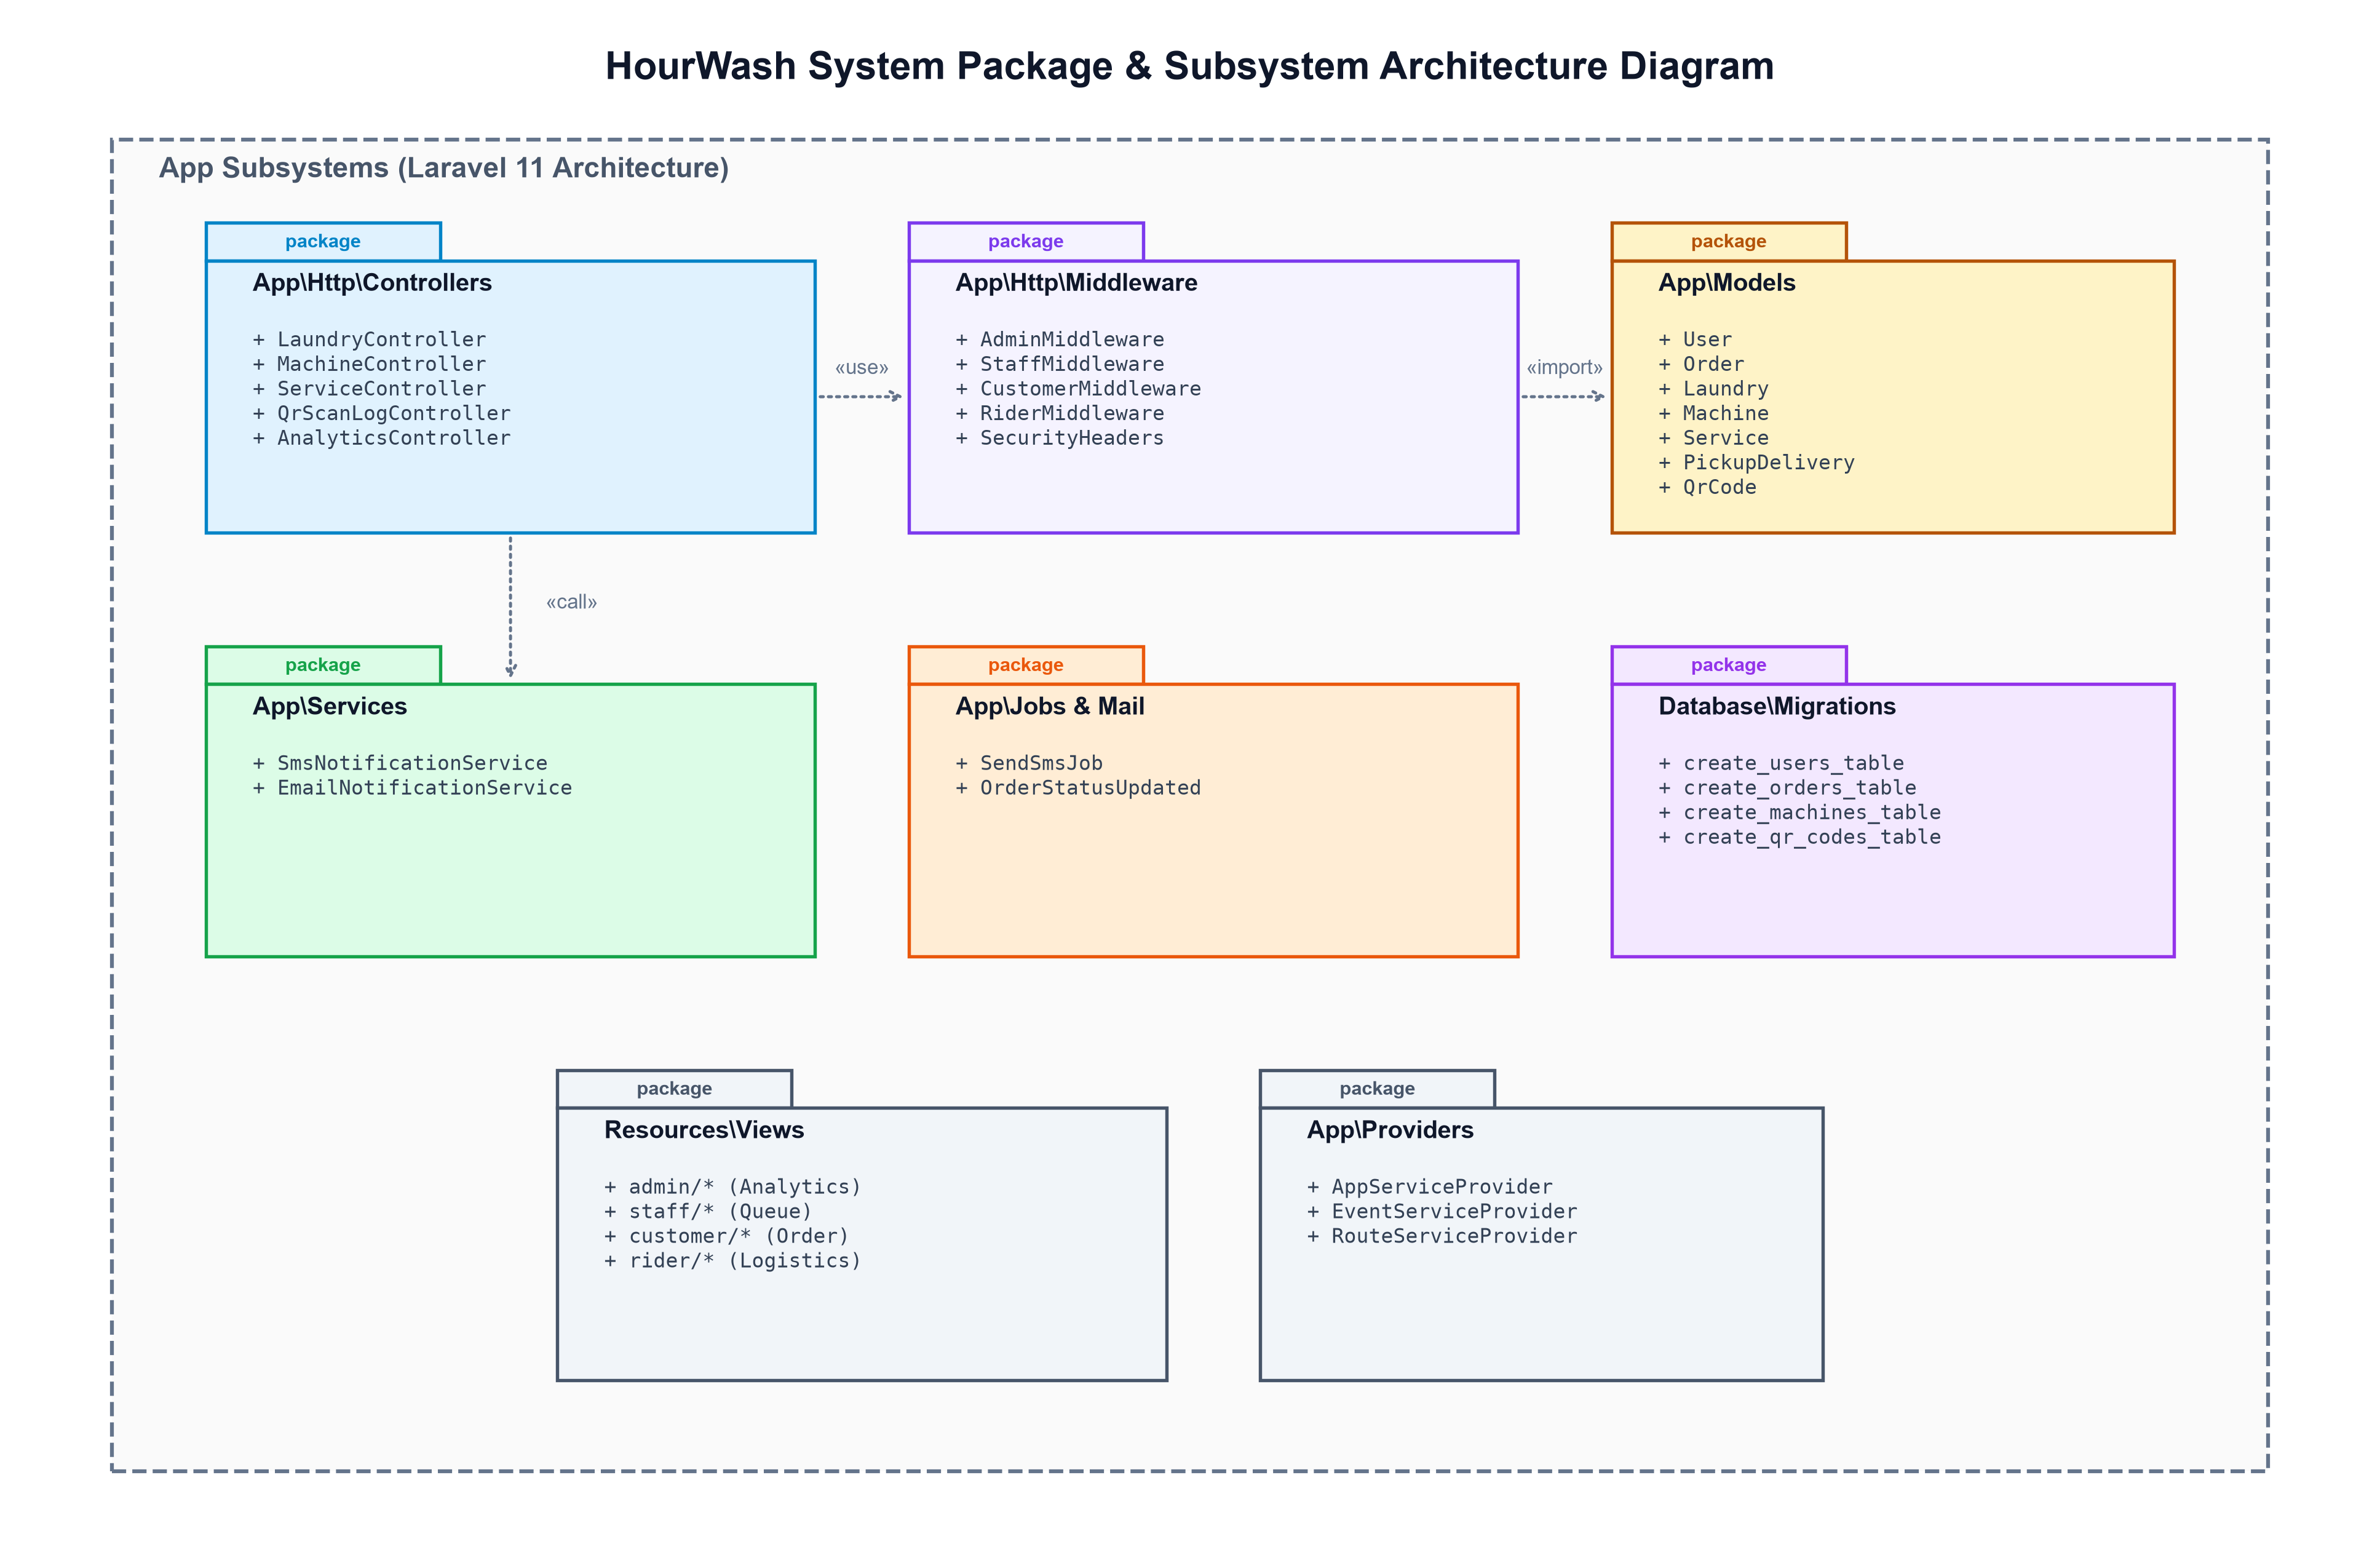 HourWash System Package & Subsystem Architecture Diagram
App Subsystems (Laravel 11 Architecture)
package
App\Http\Controllers
+ LaundryController
+ MachineController
+ ServiceController
+ QrScanLogController
+ AnalyticsController
«use»
package
App\Http\Middleware
+ AdminMiddleware
+ StaffMiddleware
+ CustomerMiddleware
+ RiderMiddleware
+ SecurityHeaders
«import»
package
App\Models
+ User
+ Order
+ Laundry
+ Machine
+ Service
+ PickupDelivery
+ QrCode
«call»
package
App\Services
+ SmsNotificationService
+ EmailNotificationService
package
App\Jobs & Mail
+ SendSmsJob
+ OrderStatusUpdated
package
Database\Migrations
+ create_users_table
+ create_orders_table
+ create_machines_table
+ create_qr_codes_table
package
Resources\Views
+ admin/* (Analytics)
+ staff/* (Queue)
+ customer/* (Order)
+ rider/* (Logistics)
package
App\Providers
+ AppServiceProvider
+ EventServiceProvider
+ RouteServiceProvider